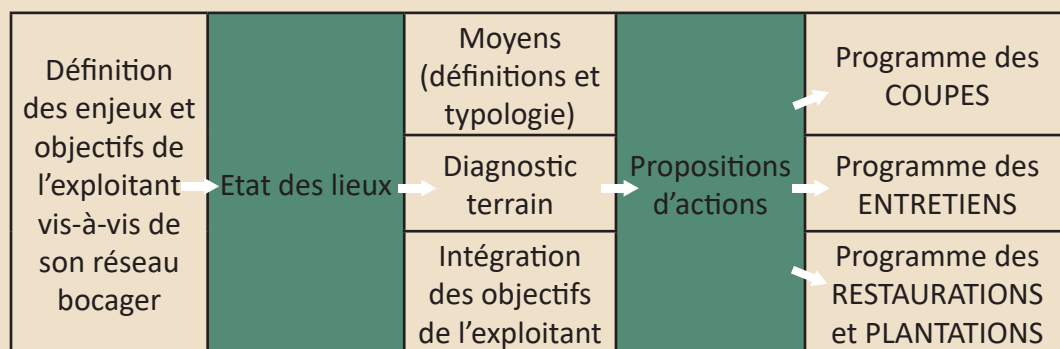 Définition
des enjeux et
objectifs de
l’exploitant
vis-à-vis de
son réseau
bocager
Etat des lieux
Moyens
(définitions et
typologie)
Diagnostic
terrain
Intégration
des objectifs
de l’exploitant
Propositions
d’actions
Programme des
COUPES
Programme des
ENTRETIENS
Programme des
RESTAURATIONS
et PLANTATIONS